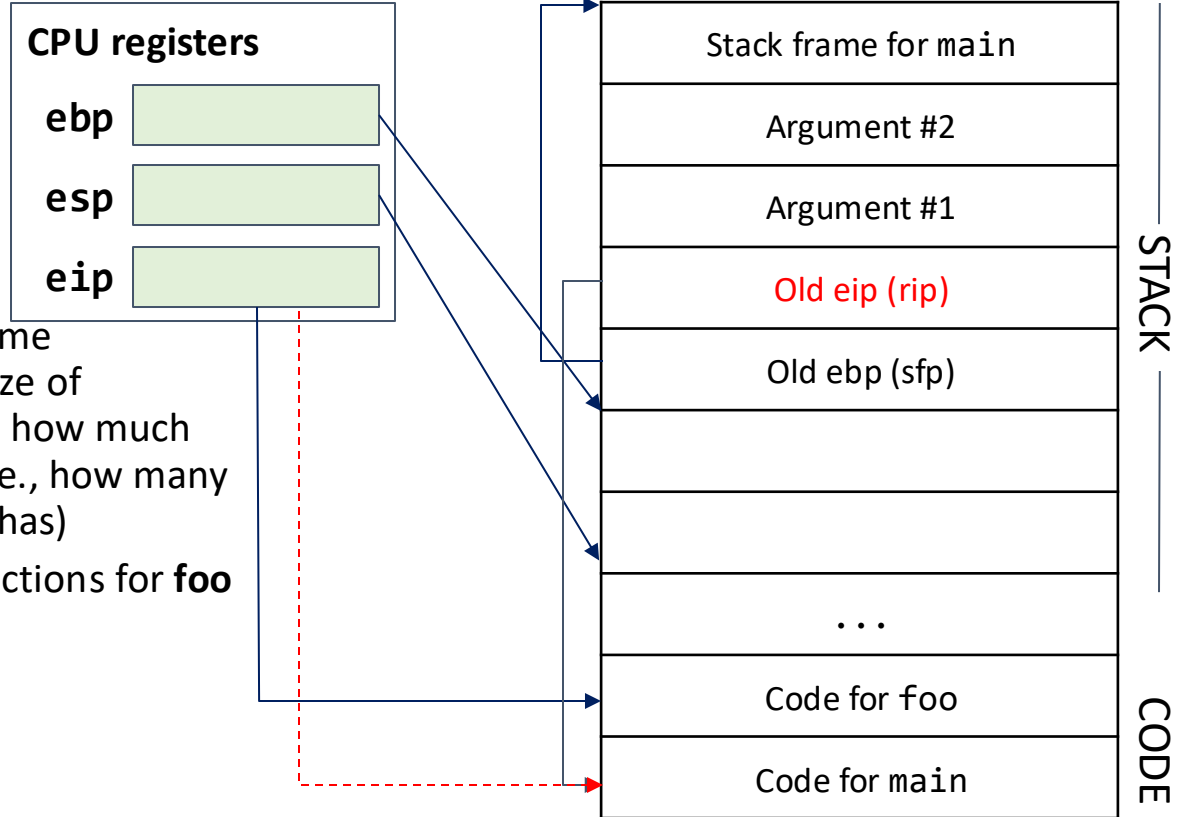 CPU registers
ebp
esp
eip
me
ze of
how much
e., how many
has)
ctions for foo
Stack frame for main
Argument #2
Argument #1
Old eip (rip)
Old ebp (sfp)
...
Code for foo
Code for main
STACK
CODE